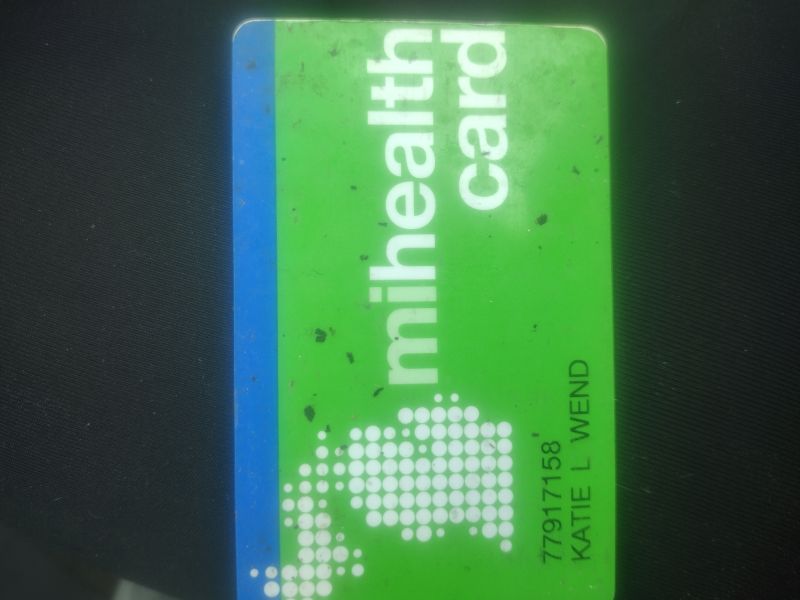 mihealth
card
77917158
KATIE L WEND